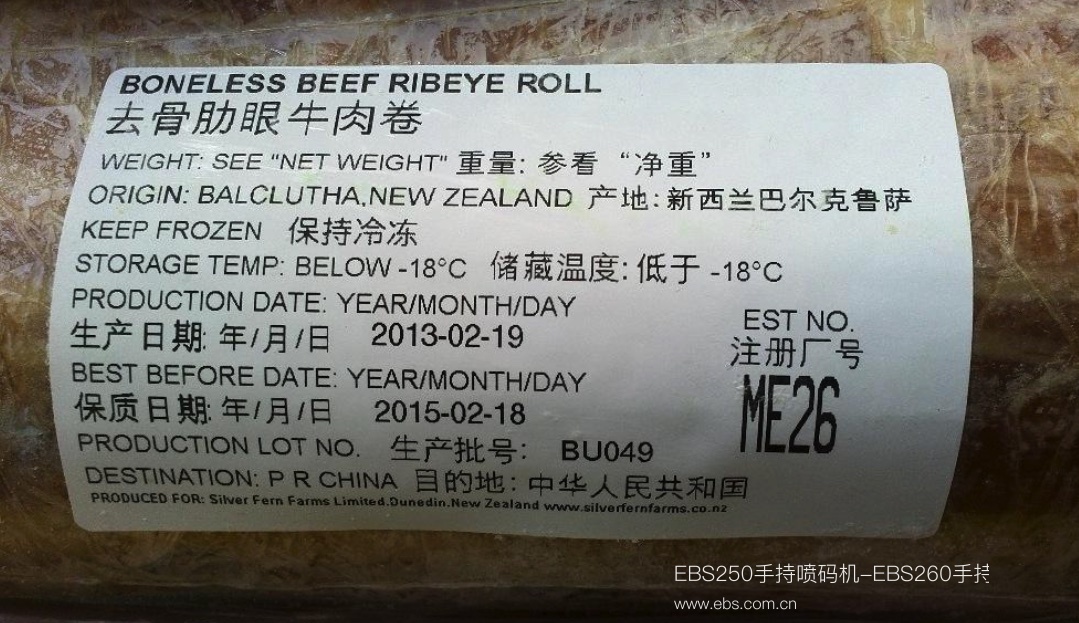 BONELESS BEEF RIBEYE ROLL
去骨肋眼牛肉卷
WEIGHT: SEE "NET WEIGHT" 重量: 参看 “净重”
ORIGIN: BALCLUTHA,NEW ZEALAND 产地: 新西兰巴尔克鲁萨
KEEP FROZEN 保持冷冻
STORAGE TEMP: BELOW -18°C 储藏温度: 低于 -18°C
PRODUCTION DATE: YEAR/MONTH/DAY
生产日期: 年/月/日 2013-02-19
BEST BEFORE DATE: YEAR/MONTH/DAY
保质日期: 年/月/日 2015-02-18
PRODUCTION LOT NO. 生产批号: BU049
DESTINATION: P R CHINA 目的地: 中华人民共和国
PRODUCED FOR: Silver Fern Farms Limited.Dunedin.New Zealand www.silverfernfarms.co.nz
EST NO.
注册厂号
ME26
EBS250手持喷码机-EBS260手持
www.ebs.com.cn